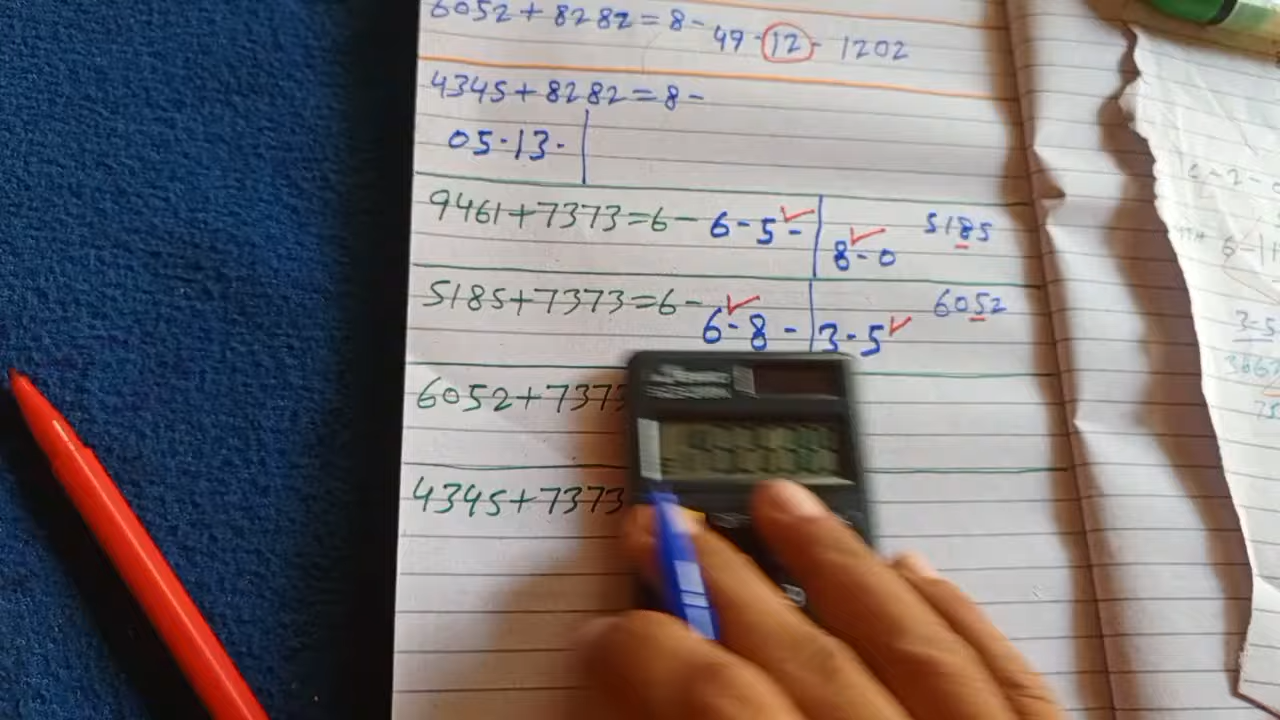 6052+8282=8- 49-12- 1202
4345+8282=8-
05.13.
9461+7373=6- 6-5- 8-0 5185
5185+7373=6- 6-8- 3-5 6052
6052+7373
4345+7373